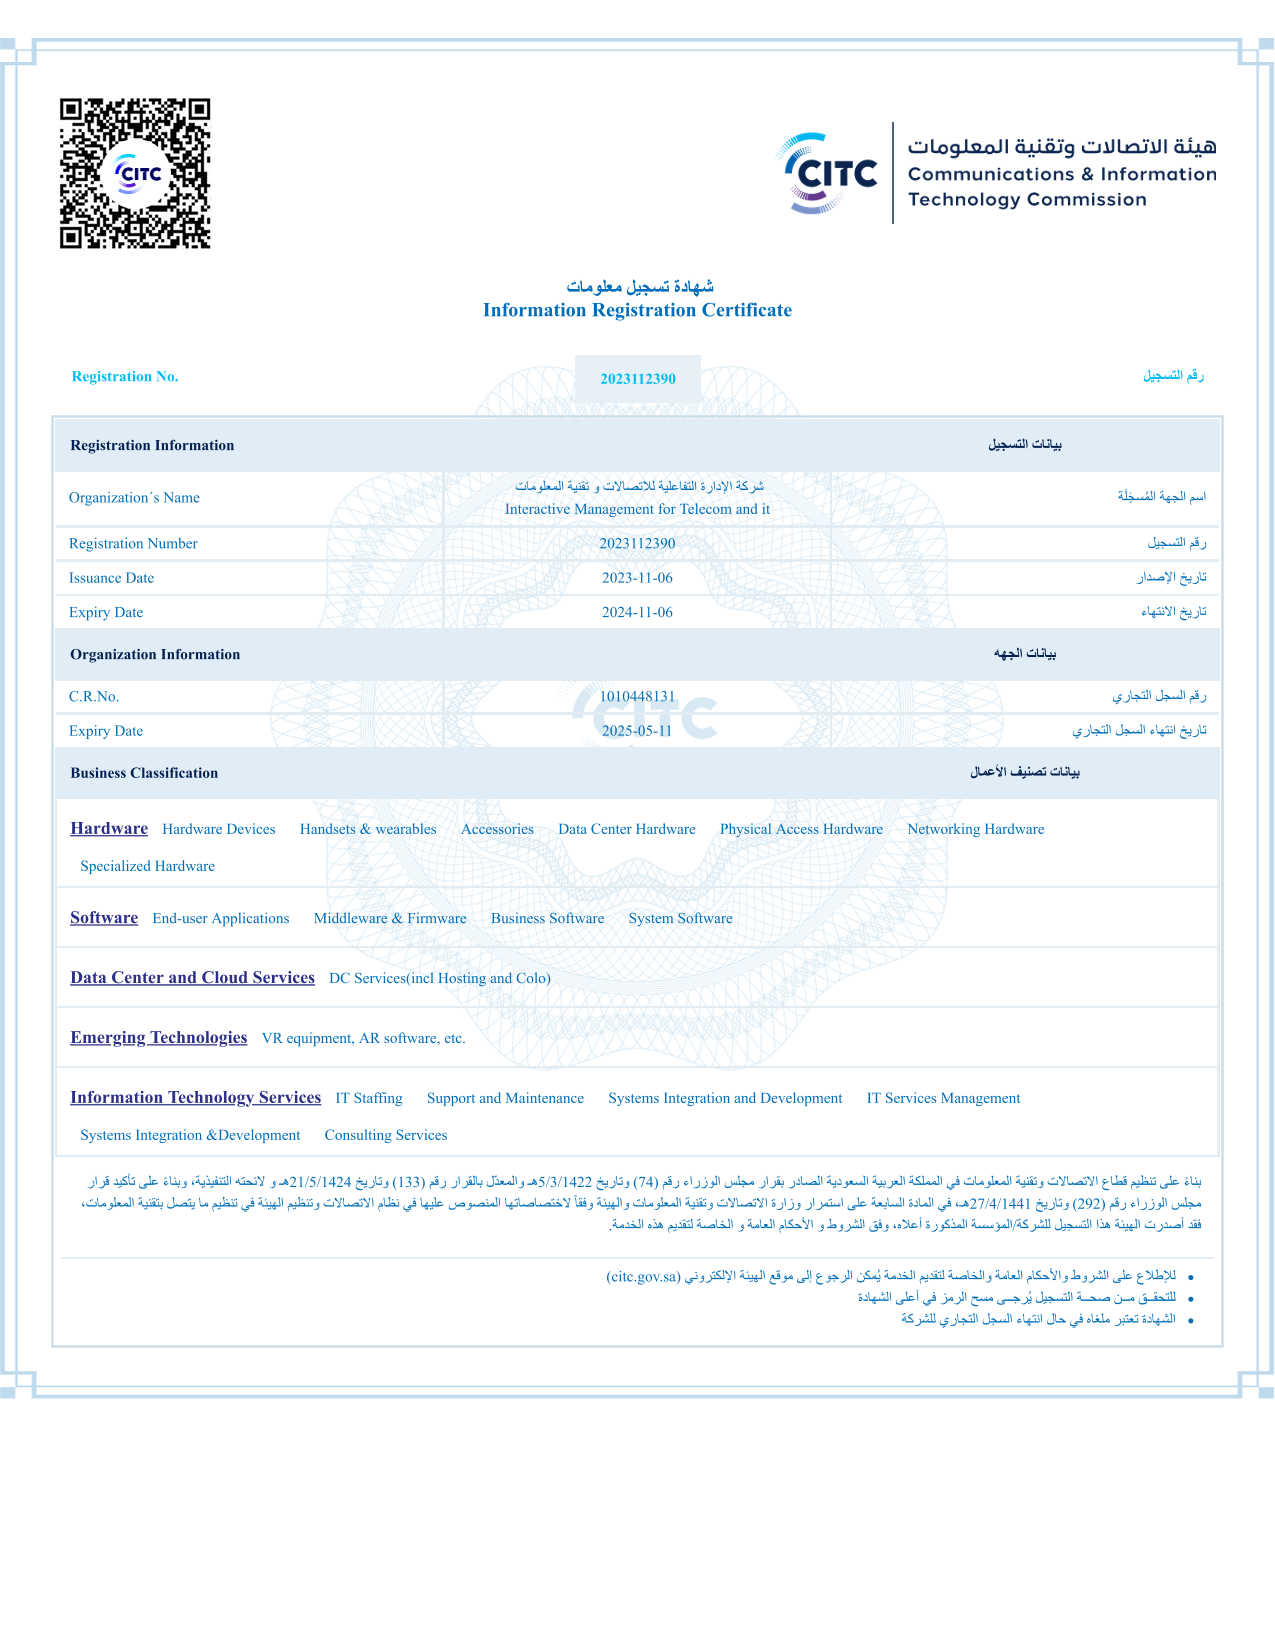 CITC
هيئة الاتصالات وتقنية المعلومات
Communications & Information
Technology Commission
CITC
شهادة تسجيل معلومات
Information Registration Certificate
Registration No. 2023112390 رقم التسجيل
Registration Information بيانات التسجيل
شركة الإدارة التفاعلية للاتصالات و تقنية المعلومات
Organization´s Name اسم الجهة المُسجَلّة
Interactive Management for Telecom and it
Registration Number 2023112390 رقم التسجيل
Issuance Date 2023-11-06 تاريخ الإصدار
Expiry Date 2024-11-06 تاريخ الانتهاء
Organization Information بيانات الجهه
C.R.No. 1010448131 رقم السجل التجاري
CITC
Expiry Date 2025-05-11 تاريخ انتهاء السجل التجاري
Business Classification بيانات تصنيف الأعمال
Hardware Hardware Devices Handsets & wearables Accessories Data Center Hardware Physical Access Hardware Networking Hardware
Specialized Hardware
Software End-user Applications Middleware & Firmware Business Software System Software
Data Center and Cloud Services DC Services(incl Hosting and Colo)
Emerging Technologies VR equipment, AR software, etc.
Information Technology Services IT Staffing Support and Maintenance Systems Integration and Development IT Services Management
Systems Integration &Development Consulting Services
بناءً على تنظيم قطاع الاتصالات وتقنية المعلومات في المملكة العربية السعودية الصادر بقرار مجلس الوزراء رقم (74) وتاريخ 5/3/1422هـ والمعدّل بالقرار رقم (133) وتاريخ 21/5/1424هـ و لائحته التنفيذية، وبناءً على تأكيد قرار
مجلس الوزراء رقم (292) وتاريخ 27/4/1441هـ، في المادة السابعة على استمرار وزارة الاتصالات وتقنية المعلومات والهيئة وفقاً لاختصاصاتها المنصوص عليها في نظام الاتصالات وتنظيم الهيئة في تنظيم ما يتصل بتقنية المعلومات،
فقد أصدرت الهيئة هذا التسجيل للشركة/المؤسسة المذكورة أعلاه، وفق الشروط و الأحكام العامة و الخاصة لتقديم هذه الخدمة.
• للإطلاع على الشروط والأحكام العامة والخاصة لتقديم الخدمة يُمكن الرجوع إلى موقع الهيئة الإلكتروني (citc.gov.sa)
• للتحقــق مــن صحــة التسجيل يُرجــى مسح الرمز في أعلى الشهادة
• الشهادة تعتبر ملغاه في حال انتهاء السجل التجاري للشركة